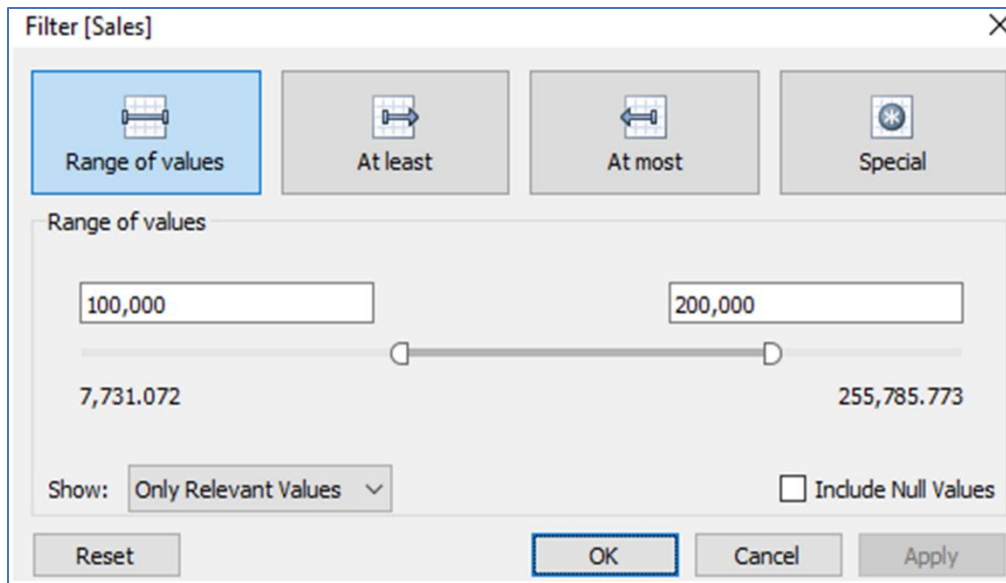 Filter [Sales]
Range of values
At least
At most
Special
Range of values
100,000
200,000
7,731.072
255,785.773
Show: Only Relevant Values
Include Null Values
Reset
OK
Cancel
Apply